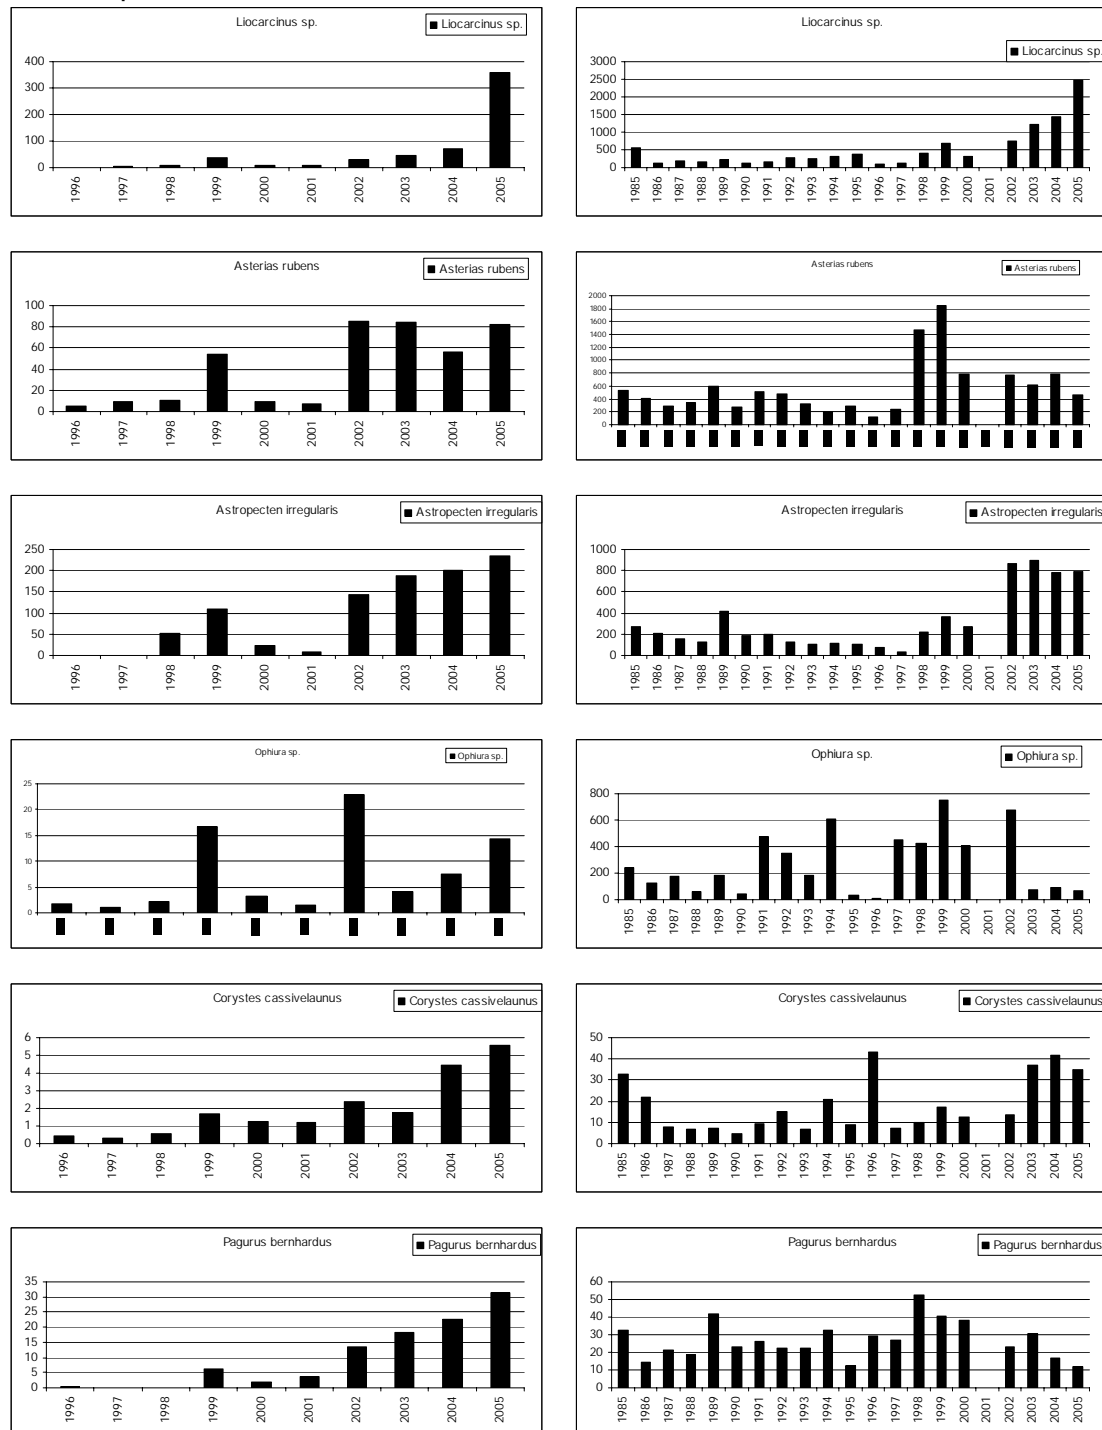 Liocarcinus sp.
Liocarcinus sp.
400
300
200
100
0
1996 1997 1998 1999 2000 2001 2002 2003 2004 2005
Liocarcinus sp.
Liocarcinus sp.
3000
2500
2000
1500
1000
500
0
1985 1986 1987 1988 1989 1990 1991 1992 1993 1994 1995 1996 1997 1998 1999 2000 2001 2002 2003 2004 2005
Asterias rubens
Asterias rubens
100
80
60
40
20
0
1996 1997 1998 1999 2000 2001 2002 2003 2004 2005
Asterias rubens
Asterias rubens
2000
1800
1600
1400
1200
1000
800
600
400
200
0
Astropecten irregularis
Astropecten irregularis
250
200
150
100
50
0
1996 1997 1998 1999 2000 2001 2002 2003 2004 2005
Astropecten irregularis
Astropecten irregularis
1000
800
600
400
200
0
1985 1986 1987 1988 1989 1990 1991 1992 1993 1994 1995 1996 1997 1998 1999 2000 2001 2002 2003 2004 2005
Ophiura sp.
Ophiura sp.
25
20
15
10
5
0
Ophiura sp.
Ophiura sp.
800
600
400
200
0
1985 1986 1987 1988 1989 1990 1991 1992 1993 1994 1995 1996 1997 1998 1999 2000 2001 2002 2003 2004 2005
Corystes cassivelaunus
Corystes cassivelaunus
6
5
4
3
2
1
0
1996 1997 1998 1999 2000 2001 2002 2003 2004 2005
Corystes cassivelaunus
Corystes cassivelaunus
50
40
30
20
10
0
1985 1986 1987 1988 1989 1990 1991 1992 1993 1994 1995 1996 1997 1998 1999 2000 2001 2002 2003 2004 2005
Pagurus bernhardus
Pagurus bernhardus
35
30
25
20
15
10
5
0
1996 1997 1998 1999 2000 2001 2002 2003 2004 2005
Pagurus bernhardus
Pagurus bernhardus
60
50
40
30
20
10
0
1985 1986 1987 1988 1989 1990 1991 1992 1993 1994 1995 1996 1997 1998 1999 2000 2001 2002 2003 2004 2005